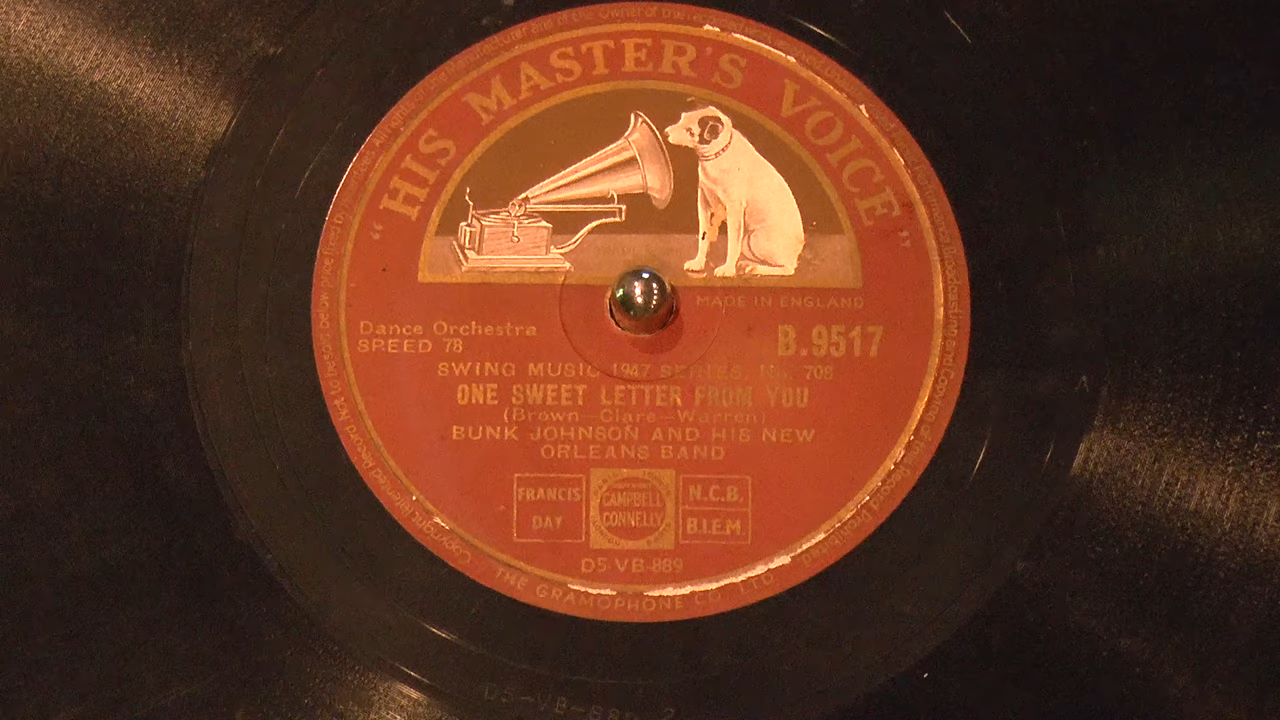 "HIS MASTER'S VOICE"
MADE IN ENGLAND
Dance Orchestra
SPEED 78
B.9517
SWING MUSIC 1947 SERIES, No. 708
ONE SWEET LETTER FROM YOU
(Brown—Clare—Warren)
BUNK JOHNSON AND HIS NEW
ORLEANS BAND
FRANCIS
DAY
CAMPBELL
CONNELLY
N.C.B.
B.I.E.M.
D5-VB-889
THE GRAMOPHONE CO. LTD.